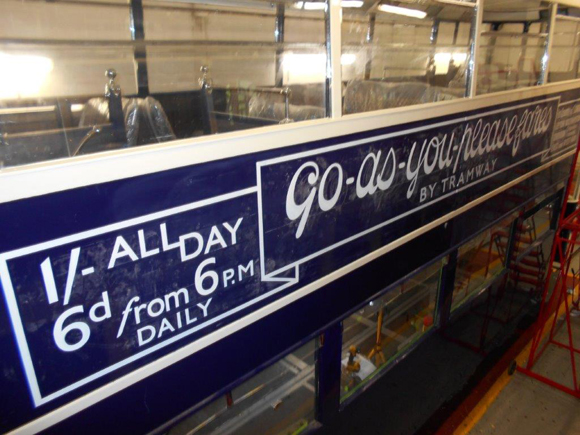 1/- ALL DAY
6d from 6 P.M
DAILY
go-as-you-please fares
BY TRAMWAY